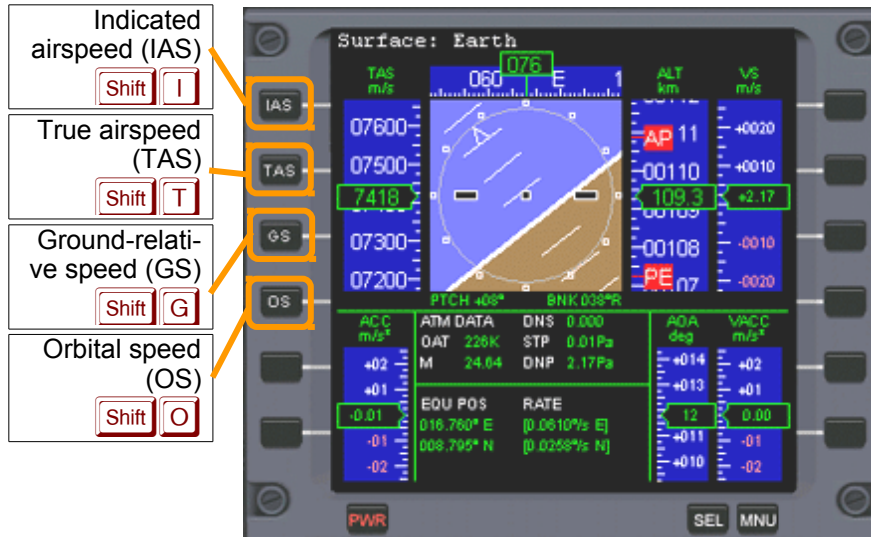 Indicated
airspeed (IAS)
Shift I
True airspeed
(TAS)
Shift T
Ground-relati-
ve speed (GS)
Shift G
Orbital speed
(OS)
Shift O
IAS
TAS
GS
OS
Surface: Earth
TAS
m/s
060
076
E
1
ALT
km
VS
m/s
07600
07500
7418
07300
07200
AP
11
00110
109.3
00108
PE
07
+0020
+0010
+2.17
-0010
-0020
PTCH +08° BNK 038°R
ACC
m/s²
+02
+01
-0.01
-01
-02
ATM DATA DNS 0.000
OAT 226K STP 0.01Pa
M 24.64 DNP 2.17Pa
EQU POS RATE
016.760° E [0.0610°/s E]
008.795° N [0.0258°/s N]
AOA
deg
+014
+013
12
+011
+010
VACC
m/s²
+02
+01
0.00
-01
-02
PWR
SEL MNU